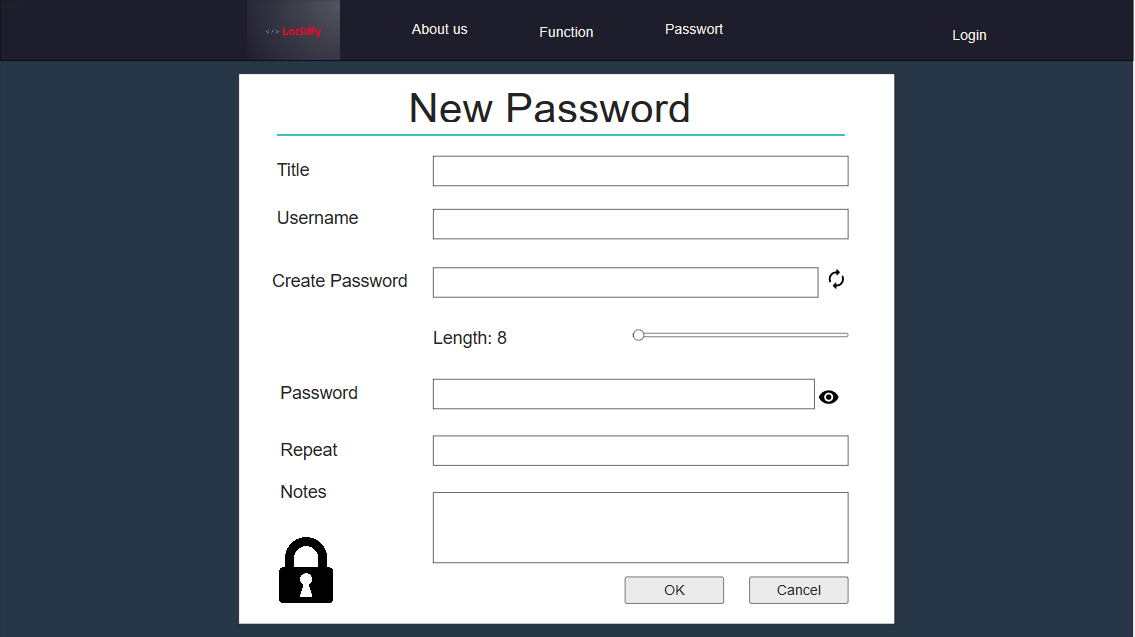 </> Lockify
About us
Function
Passwort
Login
New Password
Title
Username
Create Password
Length: 8
Password
Repeat
Notes
OK
Cancel